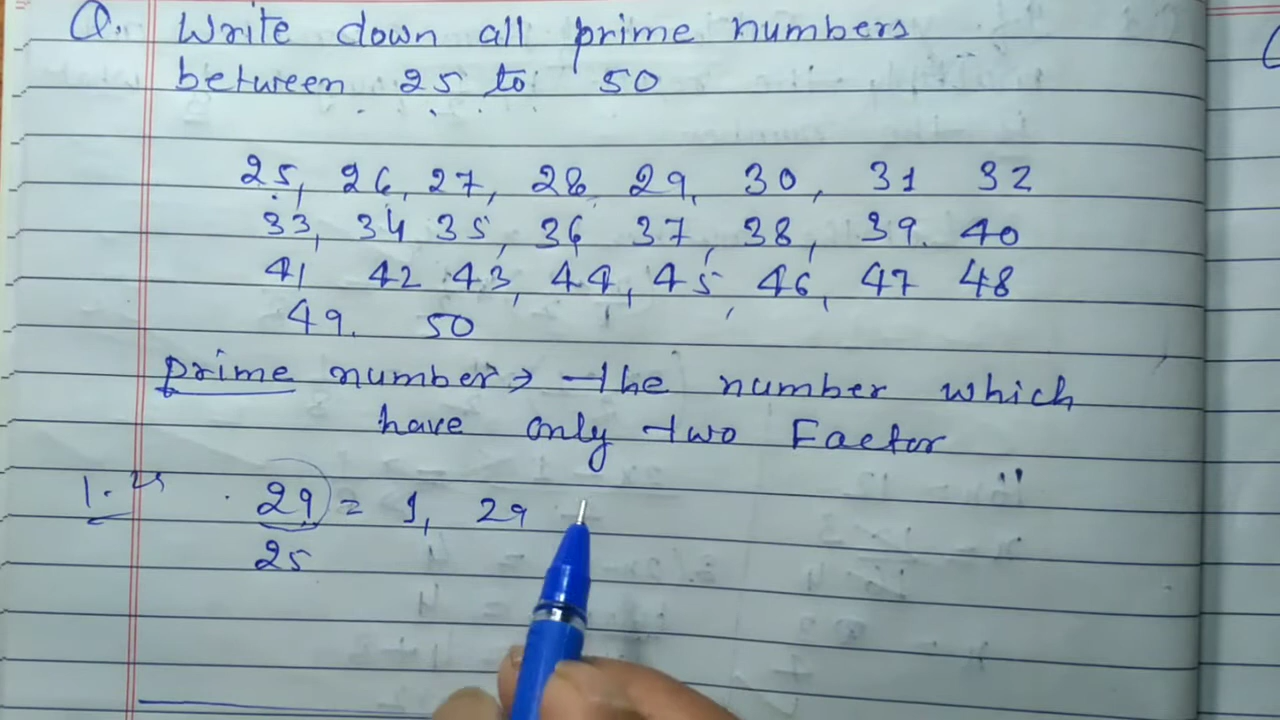 Q. Write down all prime numbers
between 25 to 50
25, 26, 27, 28, 29, 30, 31 32
33, 34 35, 36 37, 38, 39. 40
41 42 43, 44, 45, 46, 47 48
49. 50
prime number → The number which
have only two Factor
29 = 1, 29
25